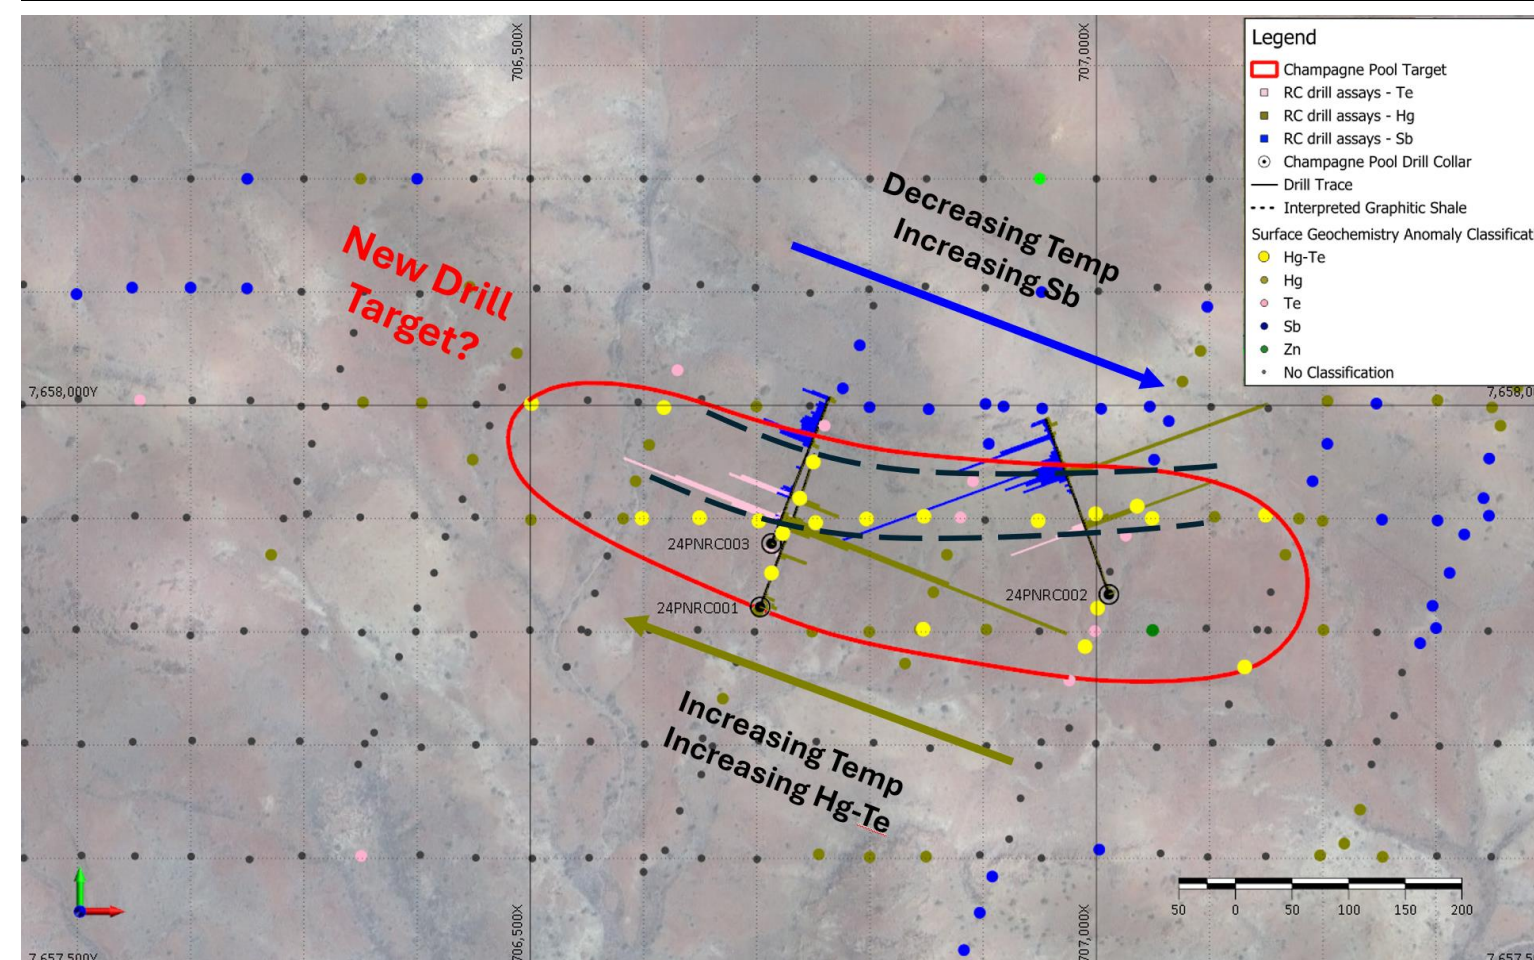 706,500X
707,000X
Legend
Champagne Pool Target
RC drill assays - Te
RC drill assays - Hg
RC drill assays - Sb
Champagne Pool Drill Collar
Drill Trace
Interpreted Graphitic Shale
Surface Geochemistry Anomaly Classificat
Hg-Te
Hg
Te
Sb
Zn
No Classification
Decreasing Temp
Increasing Sb
New Drill
Target?
7,658,000Y
7,658,0
24PNRC003
24PNRC001
24PNRC002
Increasing Temp
Increasing Hg-Te
50 0 50 100 150 200
706,500X
707,000X
7,657,500Y
7,657,5